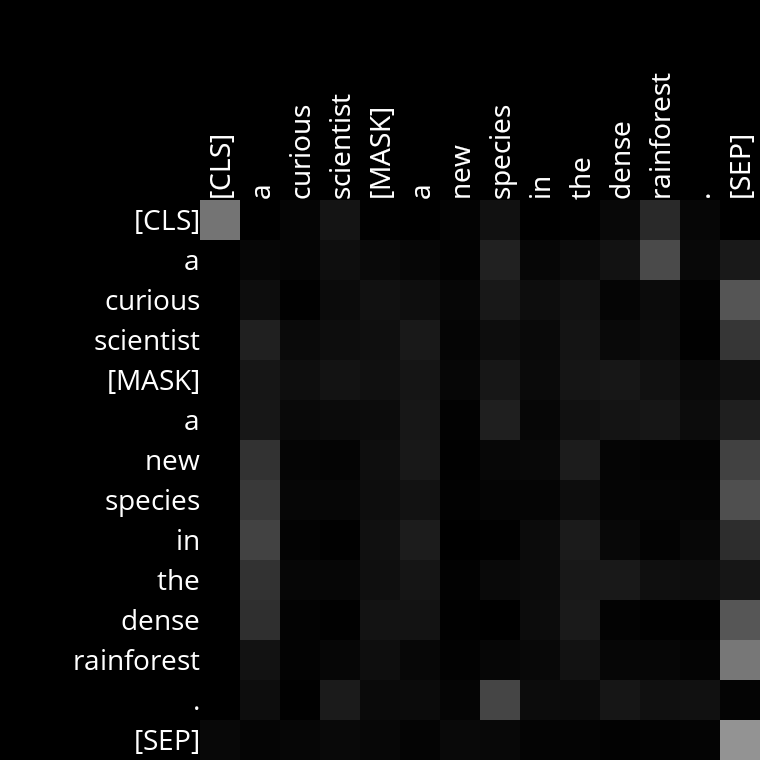 [CLS] a curious scientist [MASK] a new species in the dense rainforest . [SEP]
[CLS]
a
curious
scientist
[MASK]
a
new
species
in
the
dense
rainforest
.
[SEP]